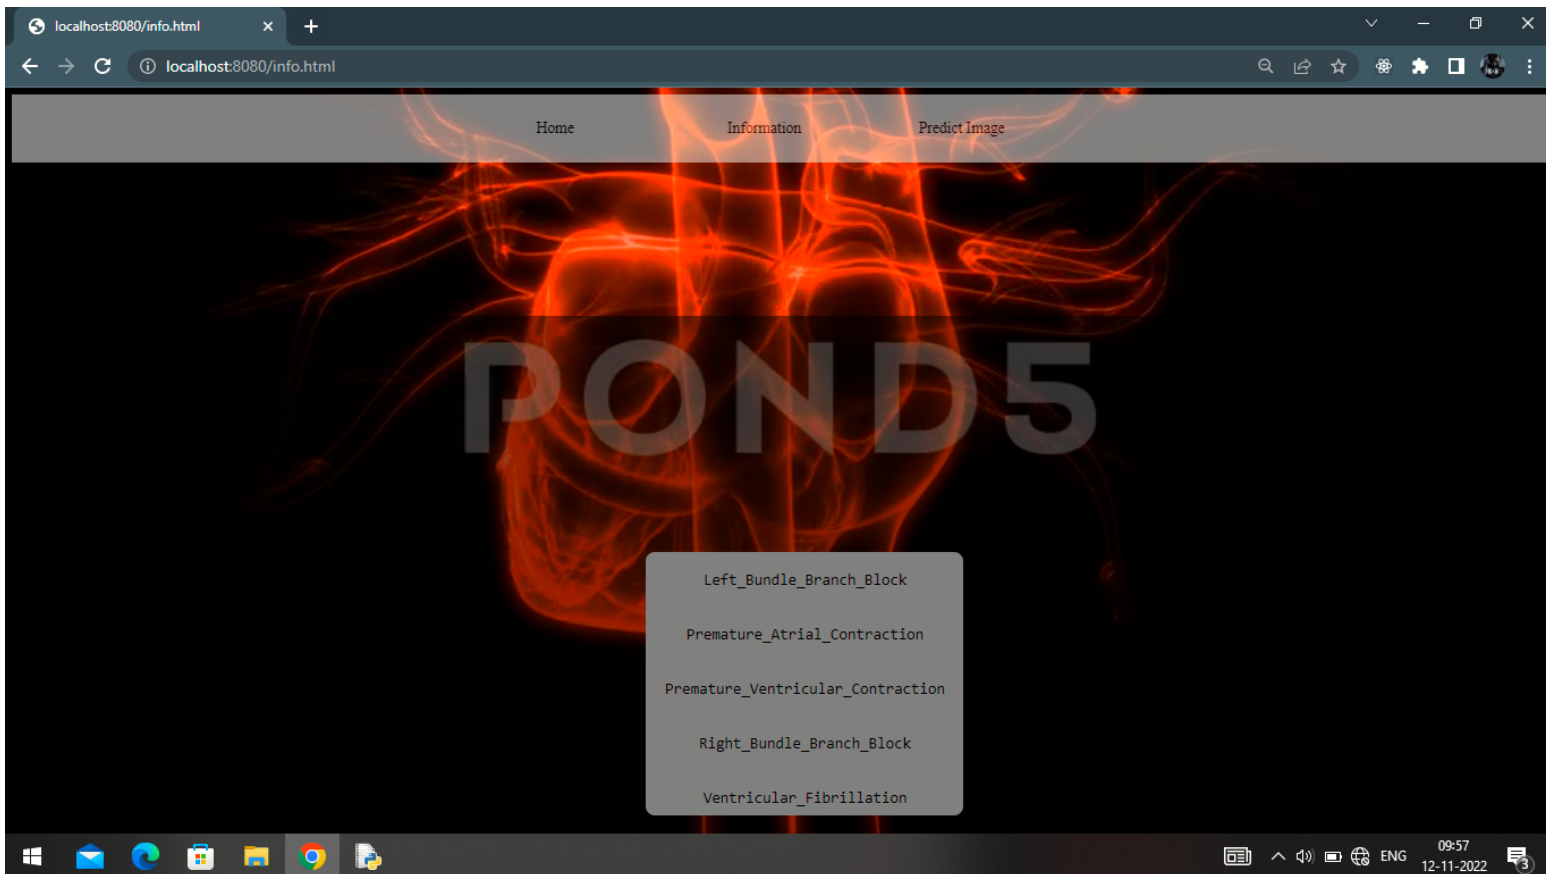 localhost:8080/info.html
localhost:8080/info.html
Home Information Predict Image
POND5
Left_Bundle_Branch_Block
Premature_Atrial_Contraction
Premature_Ventricular_Contraction
Right_Bundle_Branch_Block
Ventricular_Fibrillation
ENG 09:57
12-11-2022 3